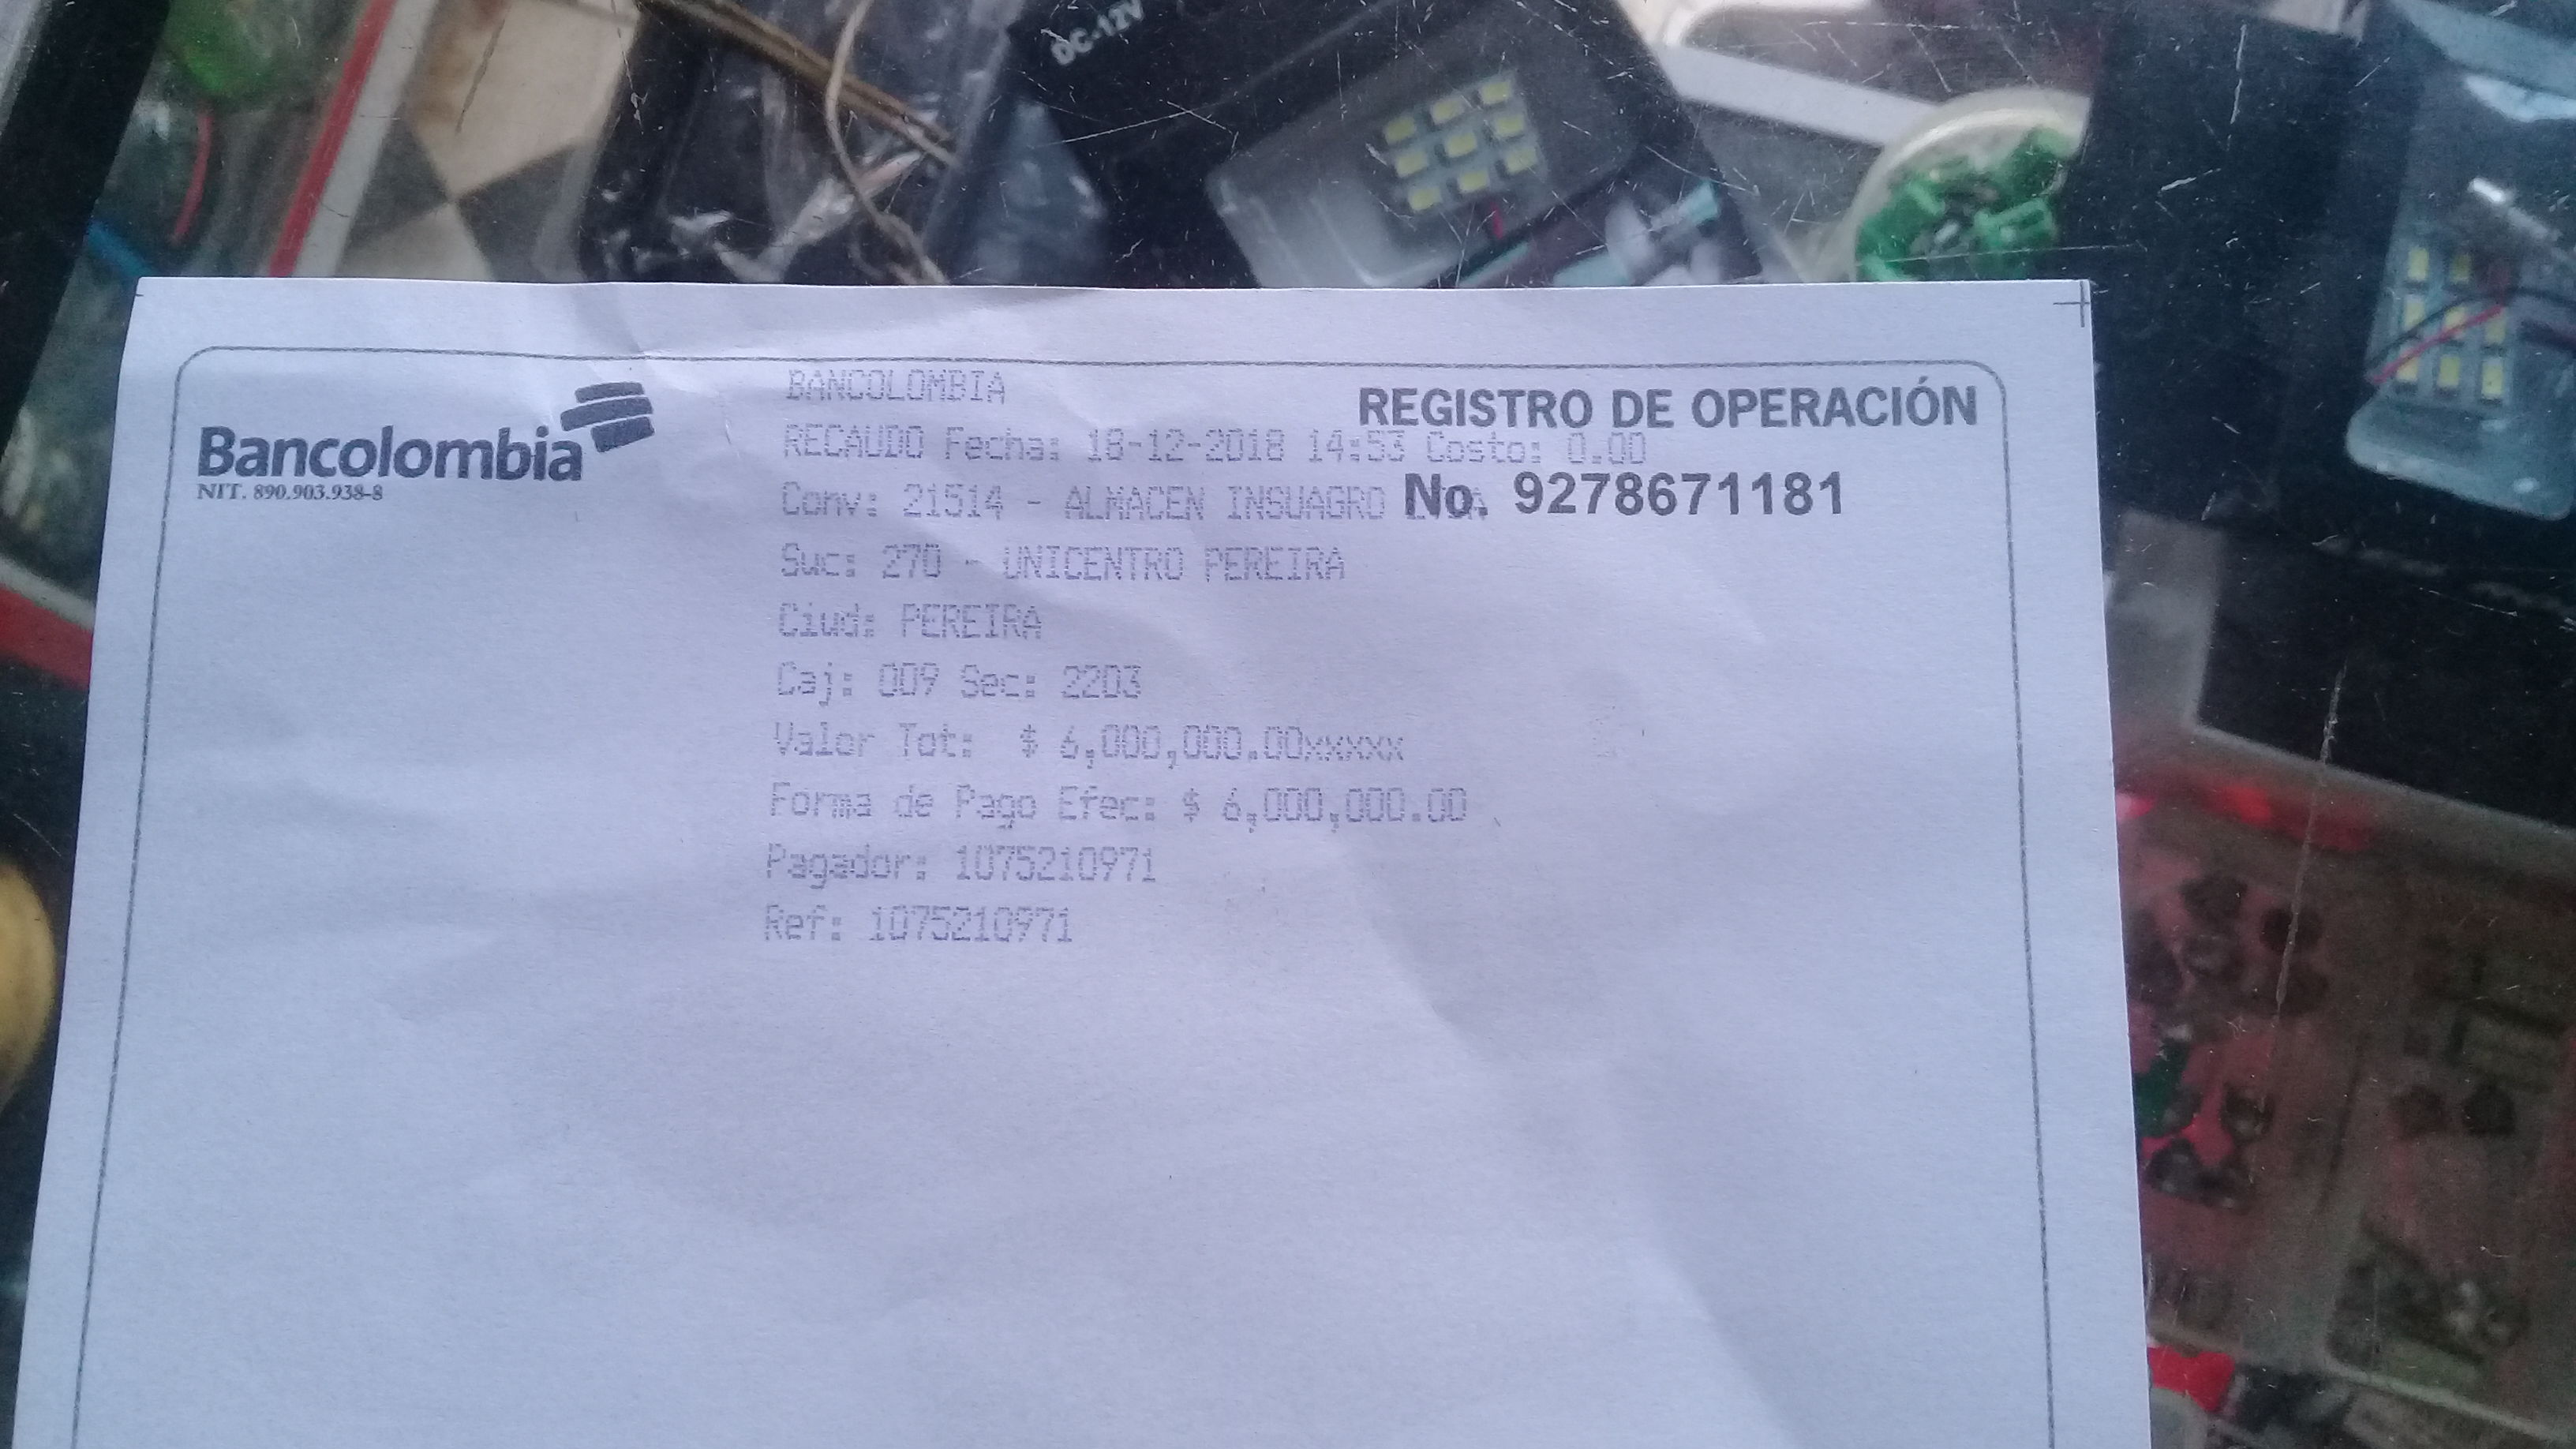 Bancolombia
NIT. 890.903.938-8
REGISTRO DE OPERACIÓN
No. 9278671181
BANCOLOMBIA
RECAUDO Fecha: 18-12-2018 14:53 Costo: 0.00
Conv: 21514 - ALMACEN INSUAGRO
Suc: 270 - UNICENTRO PEREIRA
Ciud: PEREIRA
Caj: 009 Sec: 2203
Valor Tot: $ 6,000,000.00xxxxx
Forma de Pago Efec: $ 6,000,000.00
Pagador: 1075210971
Ref: 1075210971
DC-12V